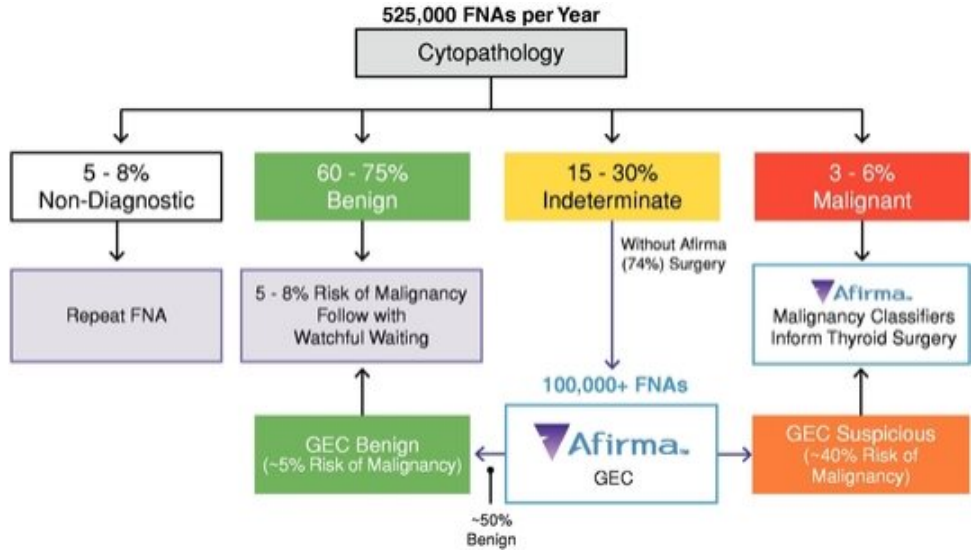 525,000 FNAs per Year
Cytopathology
5 - 8%
Non-Diagnostic
60 - 75%
Benign
15 - 30%
Indeterminate
3 - 6%
Malignant
Without Afirma
(74%) Surgery
Repeat FNA
5 - 8% Risk of Malignancy
Follow with
Watchful Waiting
Afirma™
Malignancy Classifiers
Inform Thyroid Surgery
100,000+ FNAs
GEC Benign
(~5% Risk of Malignancy)
Afirma™
GEC
GEC Suspicious
(~40% Risk of
Malignancy)
~50%
Benign